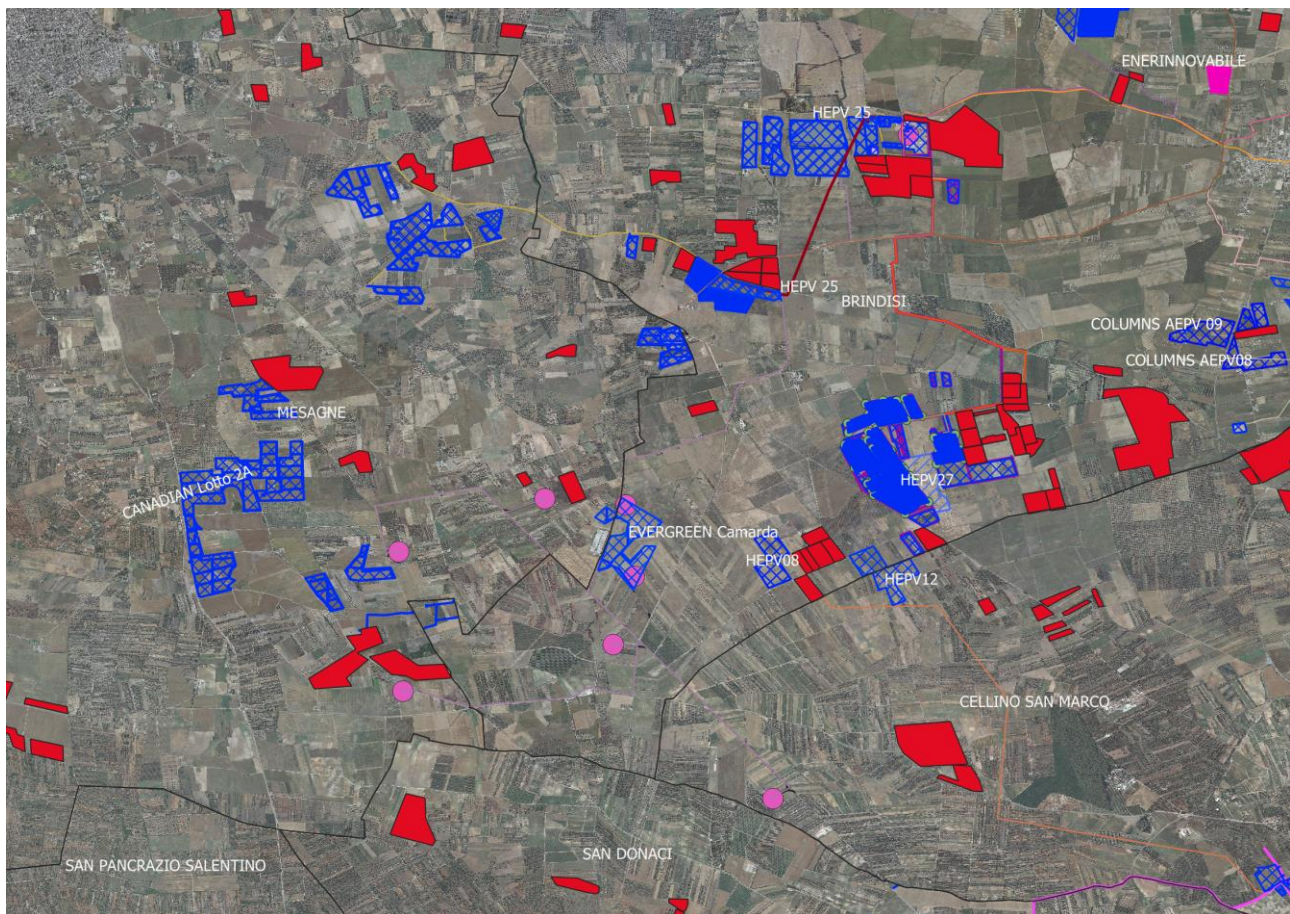 ENERINNOVABILE
HEPV 25
HEPV 25
BRINDISI
COLUMNS AEPV 09
COLUMNS AEPV08
MESAGNE
CANADIAN Lotto 2A
HEPV27
EVERGREEN Camarda
HEPV08
HEPV12
CELLINO SAN MARCO
SAN DONACI
SAN PANCRAZIO SALENTINO